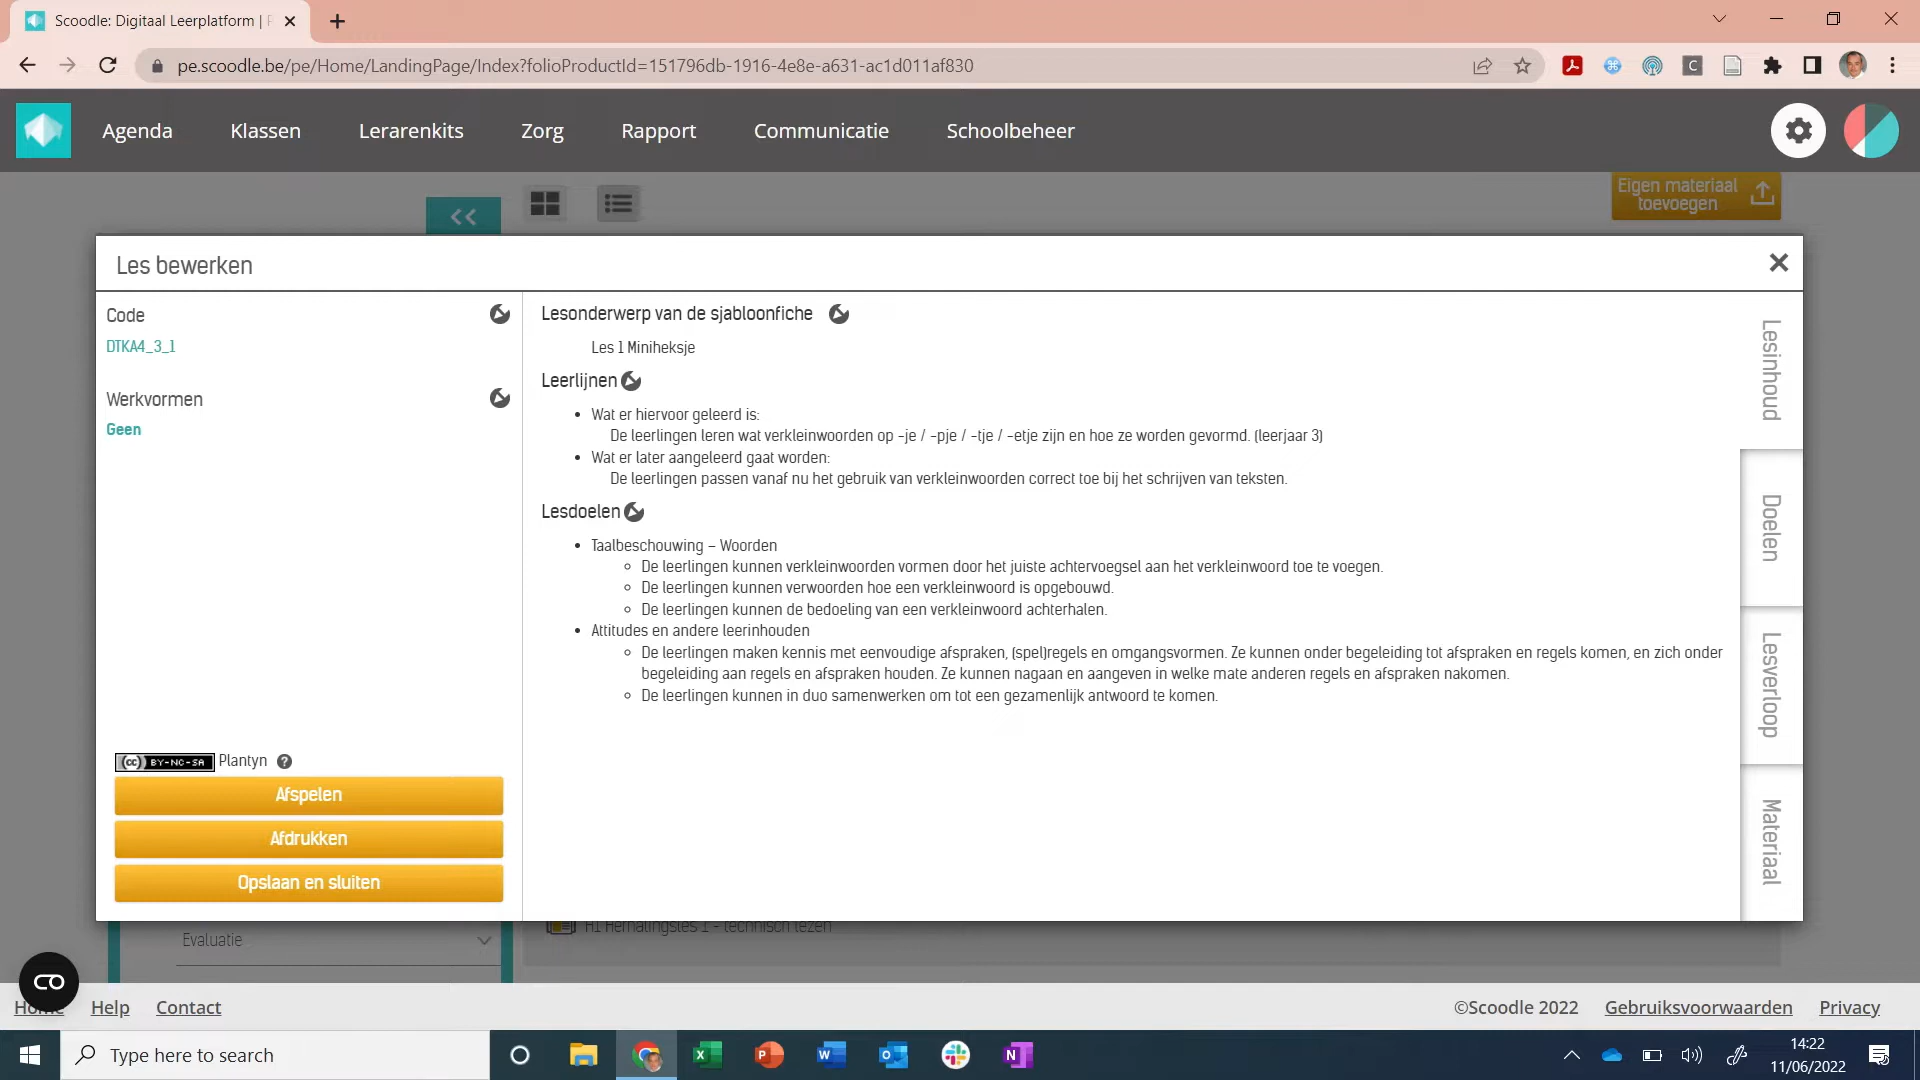 Scoodle: Digitaal Leerplatform | P
pe.scoodle.be/pe/Home/LandingPage/Index?folioProductId=151796db-1916-4e8e-a631-ac1d011af830
Agenda Klassen Lerarenkits Zorg Rapport Communicatie Schoolbeheer
Eigen materiaal
toevoegen
Les bewerken
Code
DTKA4_3_1
Werkvormen
Geen
Lesonderwerp van de sjabloonfiche
Les 1 Miniheksje
Leerlijnen
• Wat er hiervoor geleerd is:
De leerlingen leren wat verkleinwoorden op -je / -pje / -tje / -etje zijn en hoe ze worden gevormd. (leerjaar 3)
• Wat er later aangeleerd gaat worden:
De leerlingen passen vanaf nu het gebruik van verkleinwoorden correct toe bij het schrijven van teksten.
Lesdoelen
• Taalbeschouwing – Woorden
◦ De leerlingen kunnen verkleinwoorden vormen door het juiste achtervoegsel aan het verkleinwoord toe te voegen.
◦ De leerlingen kunnen verwoorden hoe een verkleinwoord is opgebouwd.
◦ De leerlingen kunnen de bedoeling van een verkleinwoord achterhalen.
• Attitudes en andere leerinhouden
◦ De leerlingen maken kennis met eenvoudige afspraken, (spel)regels en omgangsvormen. Ze kunnen onder begeleiding tot afspraken en regels komen, en zich onder
begeleiding aan regels en afspraken houden. Ze kunnen nagaan en aangeven in welke mate anderen regels en afspraken nakomen.
◦ De leerlingen kunnen in duo samenwerken om tot een gezamenlijk antwoord te komen.
Lesinhoud
Doelen
Lesverloop
Materiaal
(cc) BY-NC-SA Plantyn ?
Afspelen
Afdrukken
Opslaan en sluiten
Evaluatie
H1 Herhalingsles 1 - technisch lezen
Home Help Contact
©Scoodle 2022 Gebruiksvoorwaarden Privacy
Type here to search
14:22
11/06/2022